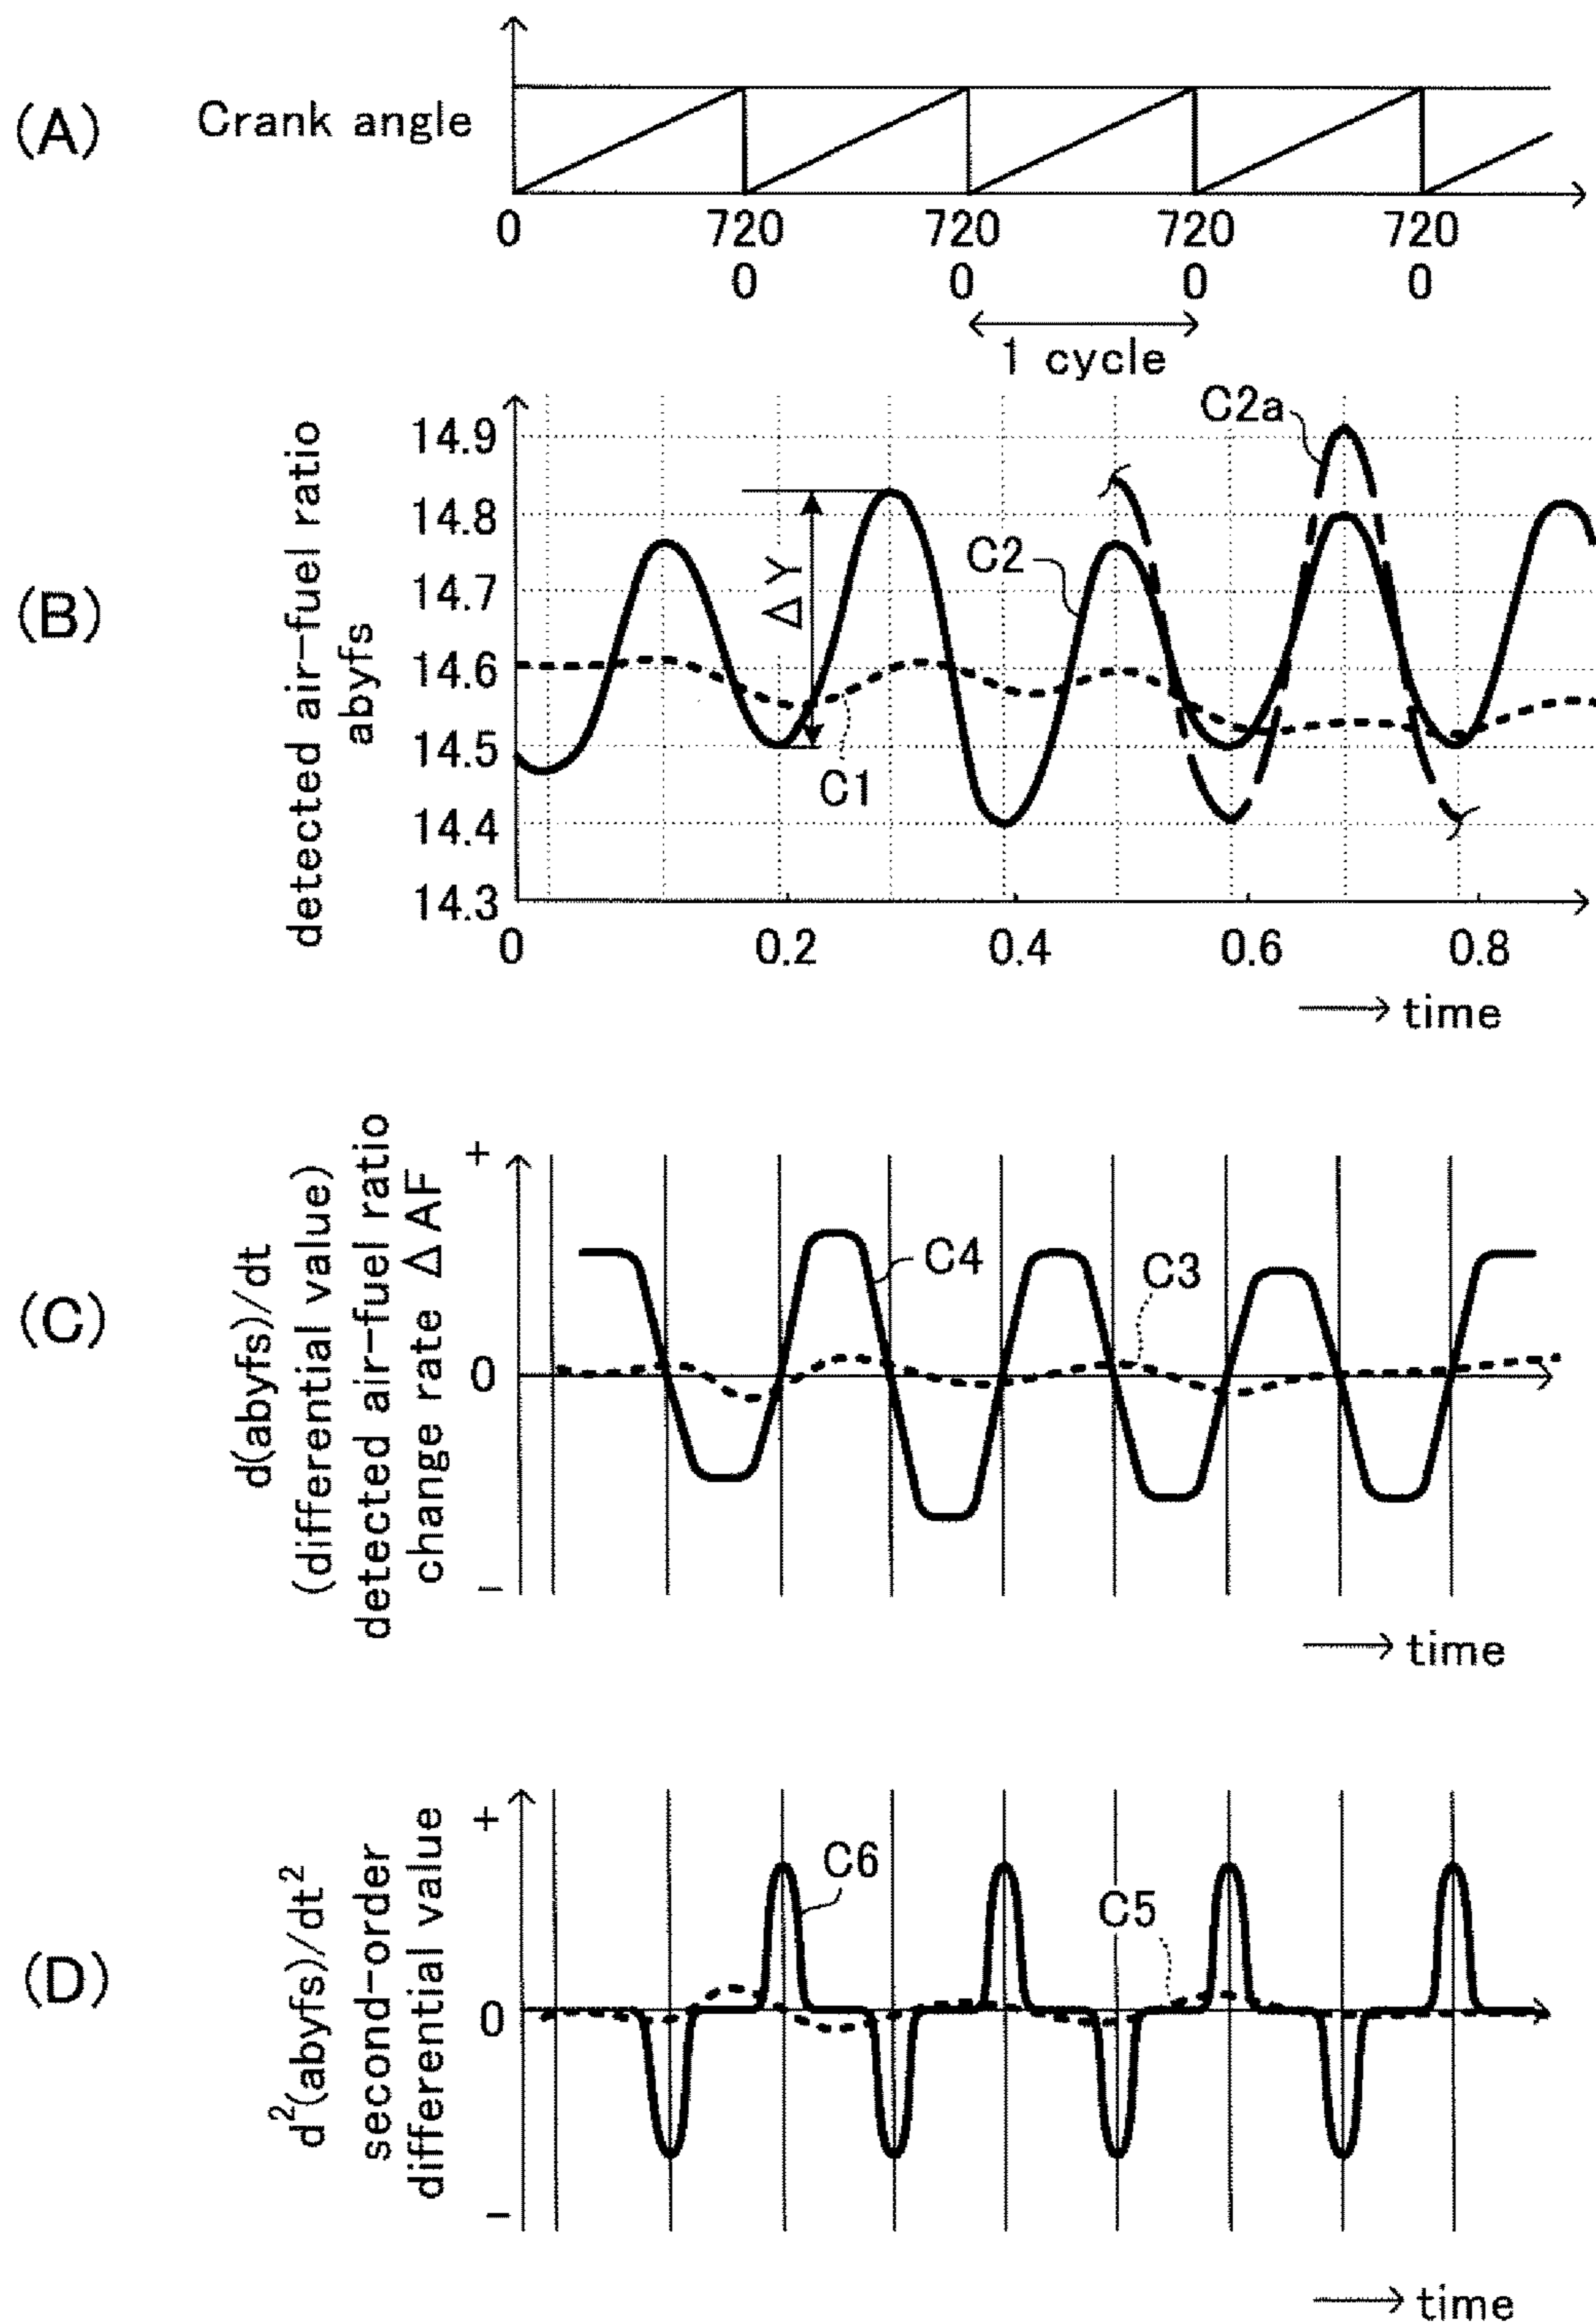 (A)
Crank angle
0 720 720 720 720
0 0 0 0
1 cycle
(B)
detected air-fuel ratio
abyfs
14.9
14.8
14.7
14.6
14.5
14.4
14.3
C2a
C2
ΔY
C1
0 0.2 0.4 0.6 0.8
time
(C)
d(abyfs)/dt
(differential value)
detected air-fuel ratio
change rate ΔAF
+
0
-
C4
C3
time
(D)
d²(abyfs)/dt²
second-order
differential value
+
0
-
C6
C5
time